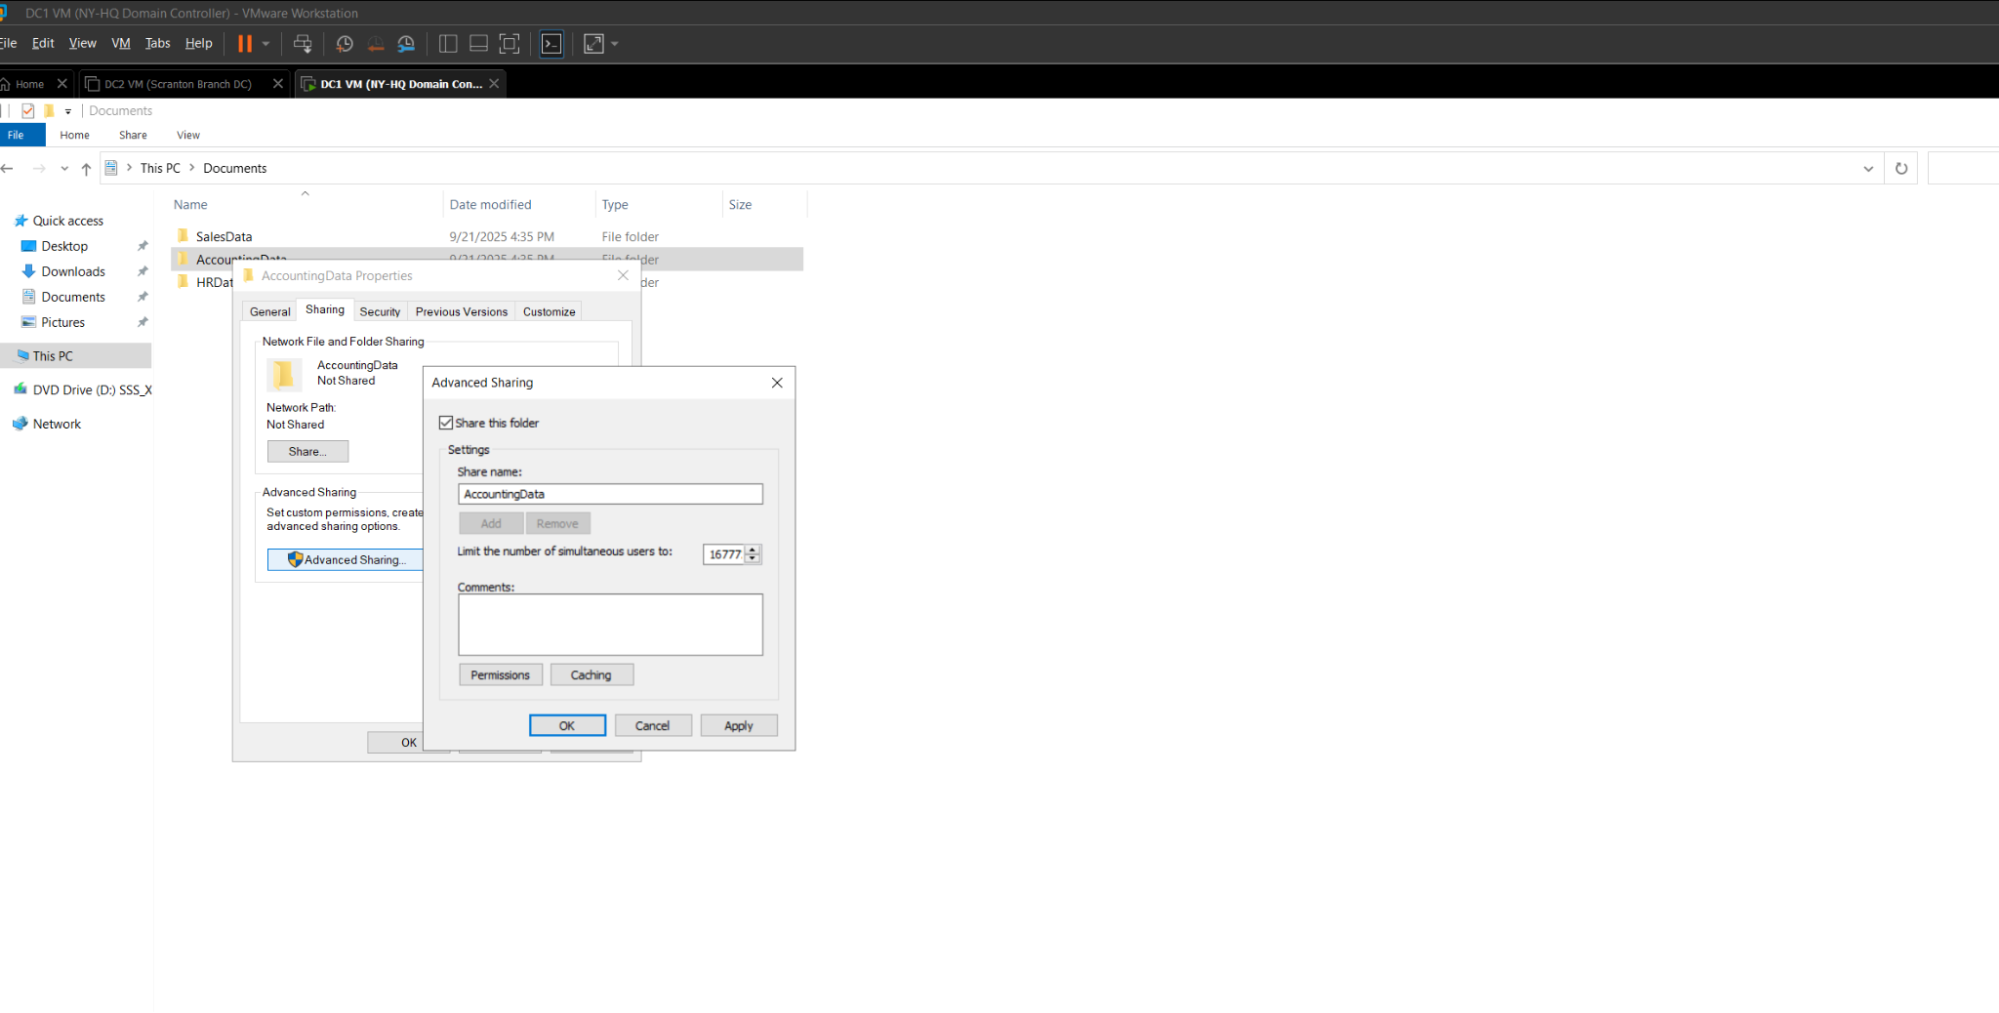 DC1 VM (NY-HQ Domain Controller) - VMware Workstation
File Edit View VM Tabs Help
Home DC2 VM (Scranton Branch DC) DC1 VM (NY-HQ Domain Con...
Documents
File Home Share View
This PC Documents
Name Date modified Type Size
Quick access
Desktop
Downloads
Documents
Pictures
This PC
DVD Drive (D:) SSS_X
Network
SalesData 9/21/2025 4:35 PM File folder
AccountingData 9/21/2025 4:35 PM File folder
HRDat der
AccountingData Properties
General Sharing Security Previous Versions Customize
Network File and Folder Sharing
AccountingData
Not Shared
Network Path:
Not Shared
Share...
Advanced Sharing
Set custom permissions, create
advanced sharing options.
Advanced Sharing...
OK
Advanced Sharing
Share this folder
Settings
Share name:
AccountingData
Add Remove
Limit the number of simultaneous users to: 16777
Comments:
Permissions Caching
OK Cancel Apply